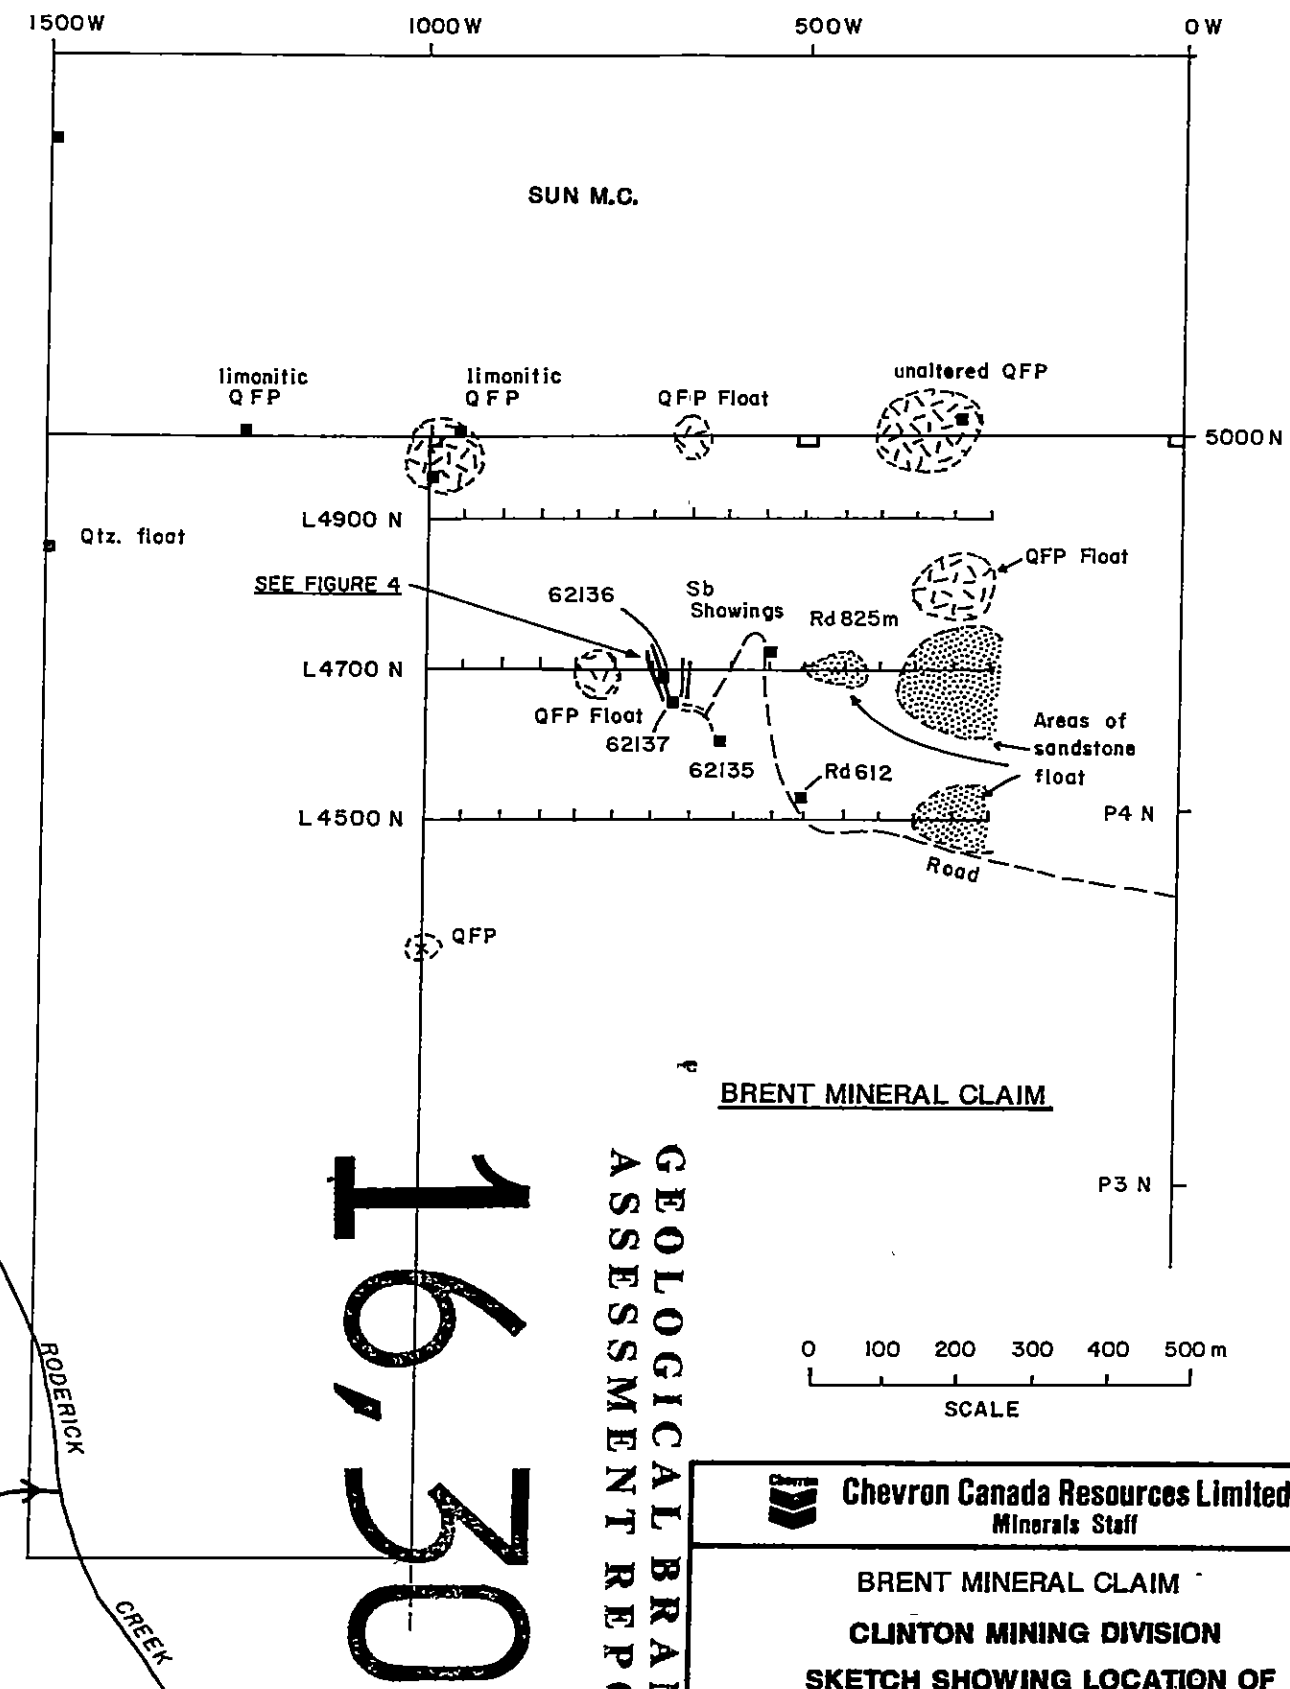 1500W 1000W 500W 0W
SUN M.C.
limonitic
QFP
limonitic
QFP
QFP Float
unaltered QFP
5000N
L4900 N
Qtz. float
QFP Float
SEE FIGURE 4
62136
Sb
Showings
Rd 825m
L4700 N
QFP Float
62137
62135
Areas of
sandstone
float
Rd 612
L4500 N
P4 N
Road
QFP
BRENT MINERAL CLAIM
P3 N
GEOLOGICAL BRAN
ASSESSMENT REPO
16,30
RODERICK
CREEK
0 100 200 300 400 500 m
SCALE
Chevron
Chevron Canada Resources Limited
Minerals Staff
BRENT MINERAL CLAIM
CLINTON MINING DIVISION
SKETCH SHOWING LOCATION OF